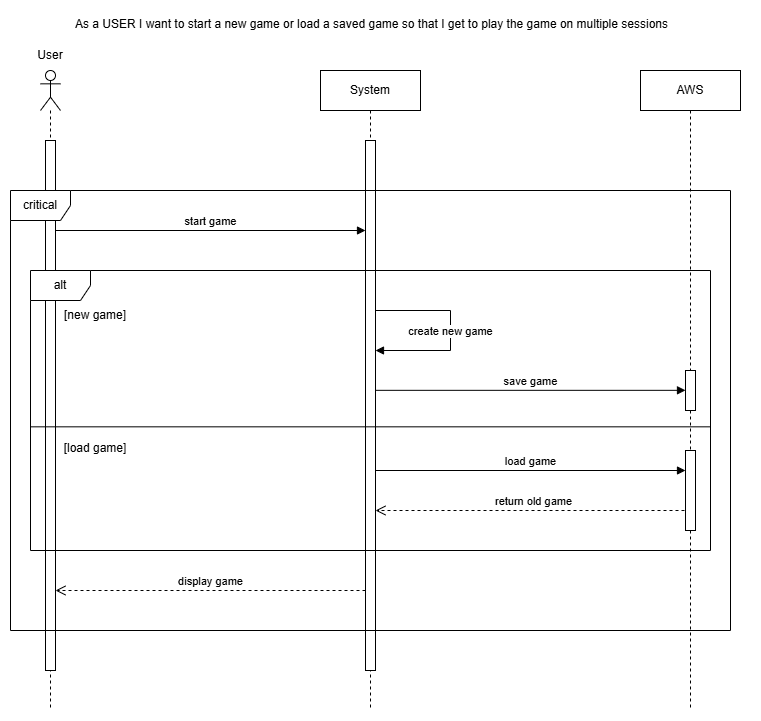 As a USER I want to start a new game or load a saved game so that I get to play the game on multiple sessions
User
System
AWS
critical
start game
alt
[new game]
create new game
save game
[load game]
load game
return old game
display game